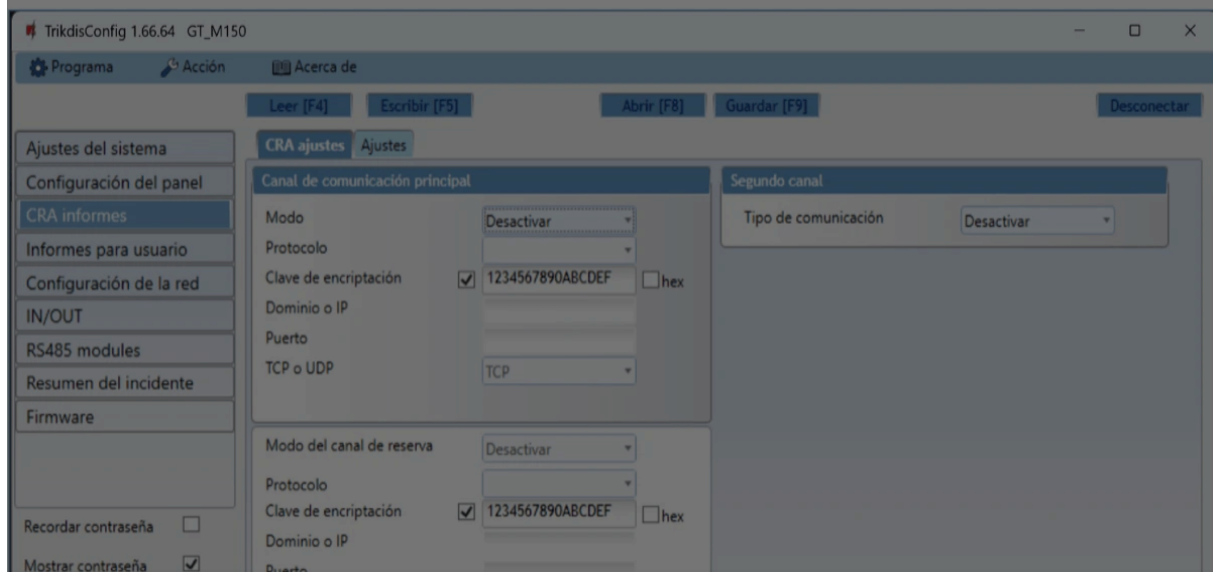 TrikdisConfig 1.66.64 GT_M150
Programa Acción Acerca de
Leer [F4] Escribir [F5] Abrir [F8] Guardar [F9] Desconectar
Ajustes del sistema
Configuración del panel
CRA informes
Informes para usuario
Configuración de la red
IN/OUT
RS485 modules
Resumen del incidente
Firmware
Recordar contraseña
Mostrar contraseña
CRA ajustes Ajustes
Canal de comunicación principal
Modo Desactivar
Protocolo
Clave de encriptación 1234567890ABCDEF hex
Dominio o IP
Puerto
TCP o UDP TCP
Modo del canal de reserva Desactivar
Protocolo
Clave de encriptación 1234567890ABCDEF hex
Dominio o IP
Puerto
Segundo canal
Tipo de comunicación Desactivar